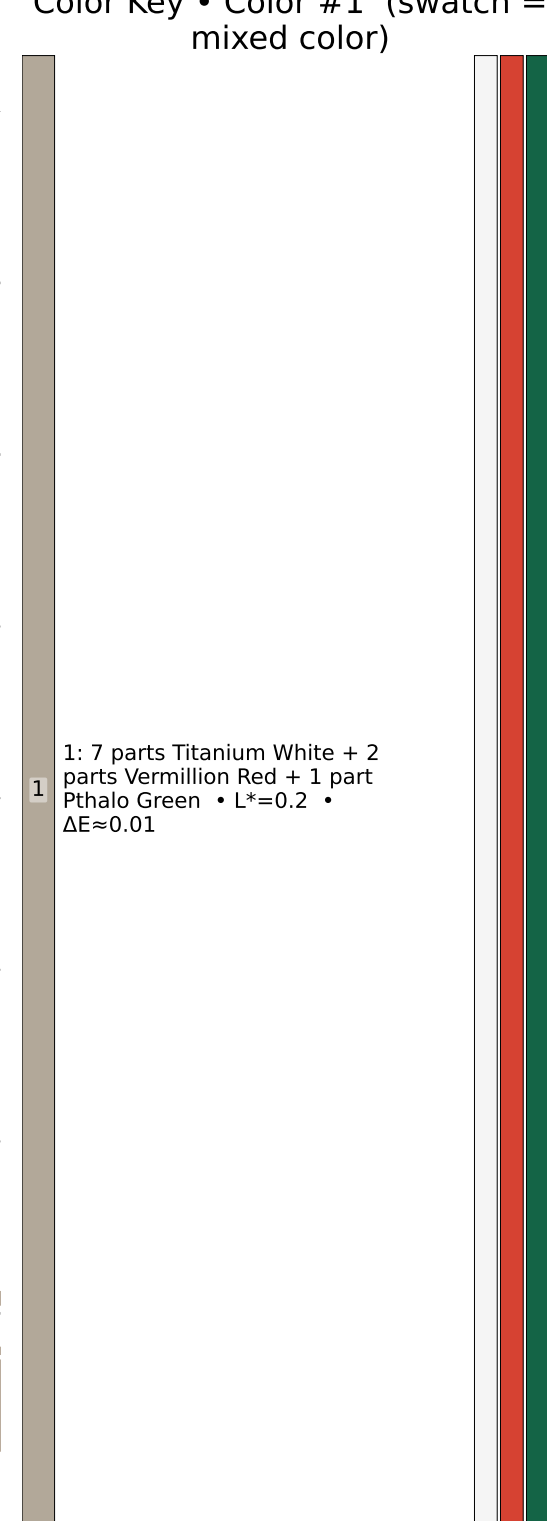 Color Key • Color #1 (swatch =
mixed color)
1
1: 7 parts Titanium White + 2
parts Vermillion Red + 1 part
Pthalo Green • L*=0.2 •
ΔE≈0.01